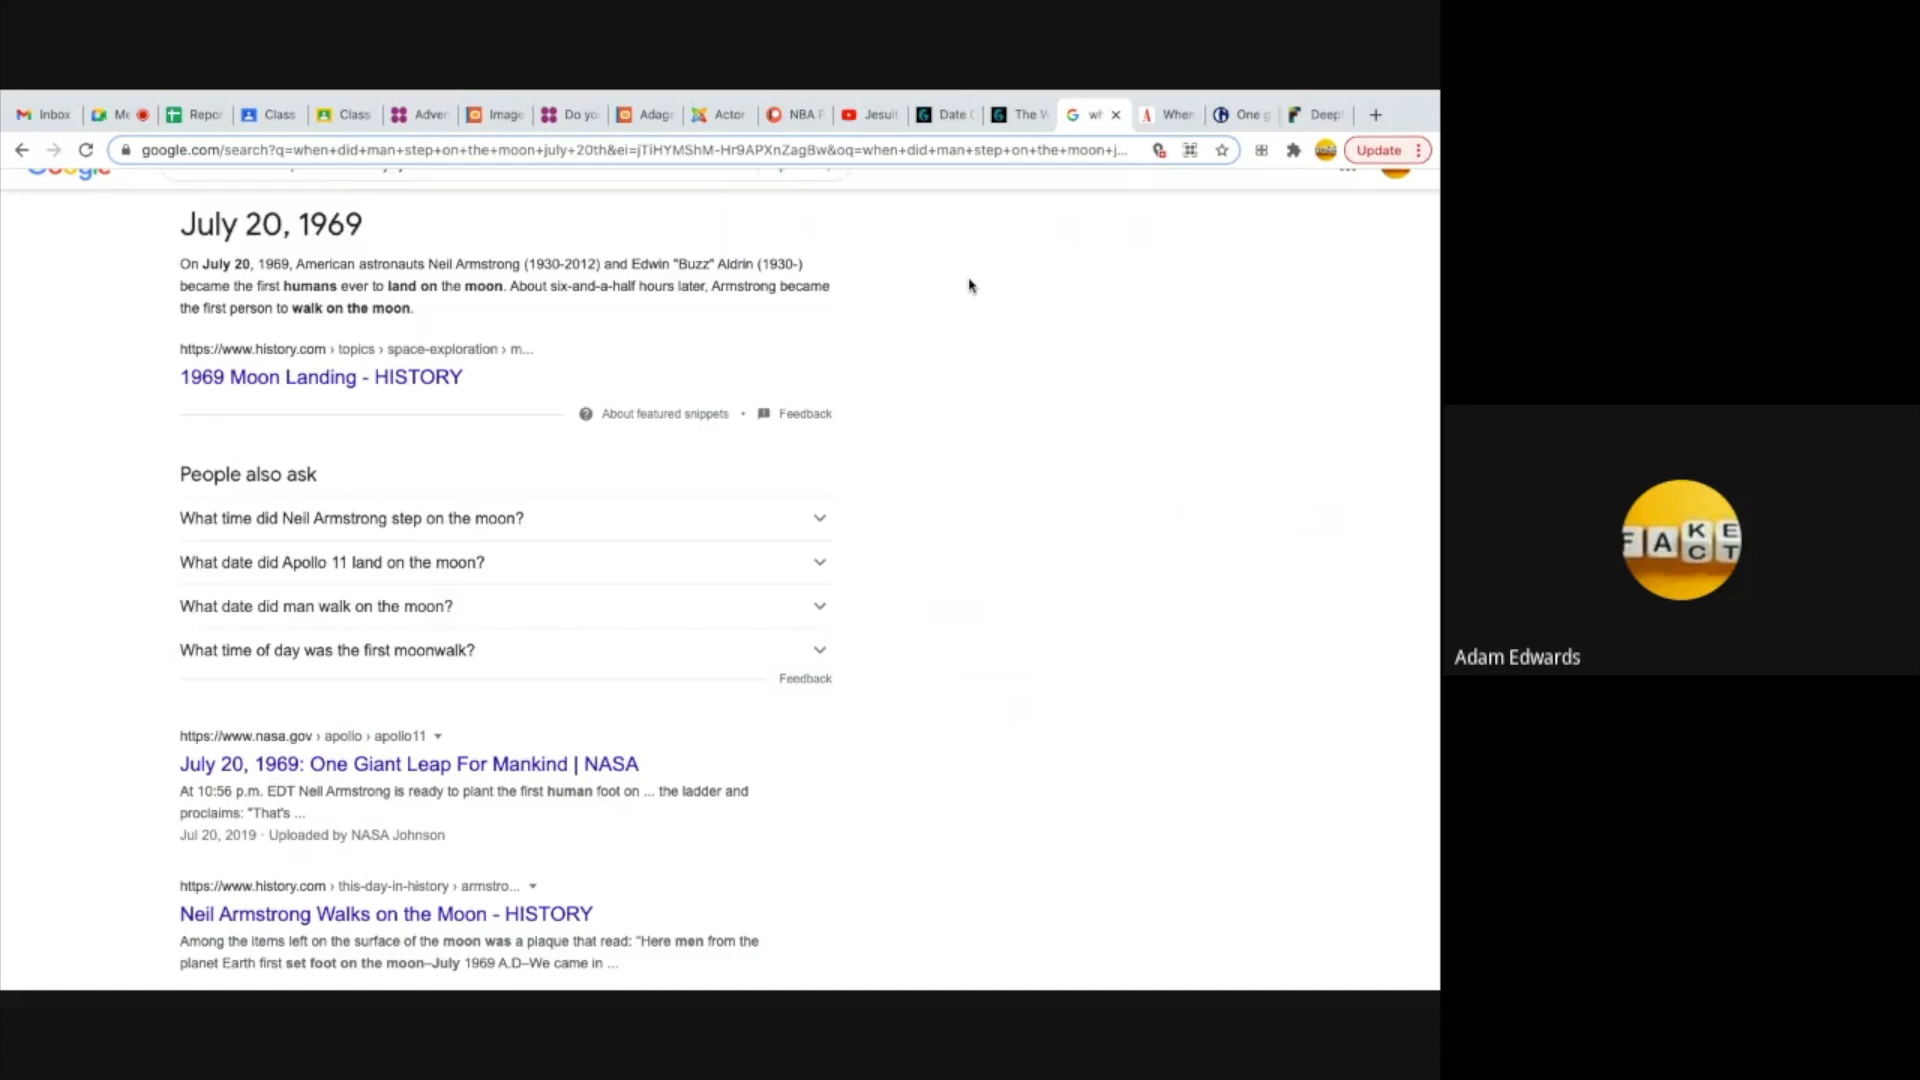 Inbox
Me
Repor
Class
Class
Adver
Image
Do yo
Adag
Actor
NBA F
Jesuit
Date (
The V
wh
When
One g
Deep
google.com/search?q=when+did+man+step+on+the+moon+july+20th&ei=jTiHYMShM-Hr9APXnZagBw&oq=when+did+man+step+on+the+moon+j...
Update
July 20, 1969
On July 20, 1969, American astronauts Neil Armstrong (1930-2012) and Edwin "Buzz" Aldrin (1930-)
became the first humans ever to land on the moon. About six-and-a-half hours later, Armstrong became
the first person to walk on the moon.
https://www.history.com › topics › space-exploration › m...
1969 Moon Landing - HISTORY
About featured snippets • Feedback
People also ask
What time did Neil Armstrong step on the moon?
What date did Apollo 11 land on the moon?
What date did man walk on the moon?
What time of day was the first moonwalk?
Feedback
https://www.nasa.gov › apollo › apollo11
July 20, 1969: One Giant Leap For Mankind | NASA
At 10:56 p.m. EDT Neil Armstrong is ready to plant the first human foot on ... the ladder and
proclaims: "That's ...
Jul 20, 2019 · Uploaded by NASA Johnson
https://www.history.com › this-day-in-history › armstro...
Neil Armstrong Walks on the Moon - HISTORY
Among the items left on the surface of the moon was a plaque that read: "Here men from the
planet Earth first set foot on the moon–July 1969 A.D–We came in ...
FAKE
CT
Adam Edwards